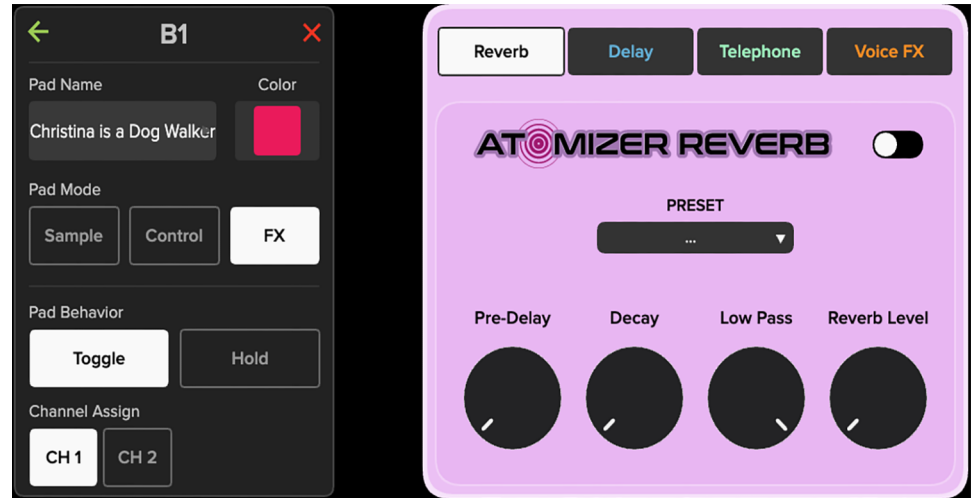 B1
Pad Name
Color
Christina is a Dog Walker
Pad Mode
Sample
Control
FX
Pad Behavior
Toggle
Hold
Channel Assign
CH 1
CH 2
Reverb
Delay
Telephone
Voice FX
ATOMIZER REVERB
PRESET
...
Pre-Delay
Decay
Low Pass
Reverb Level